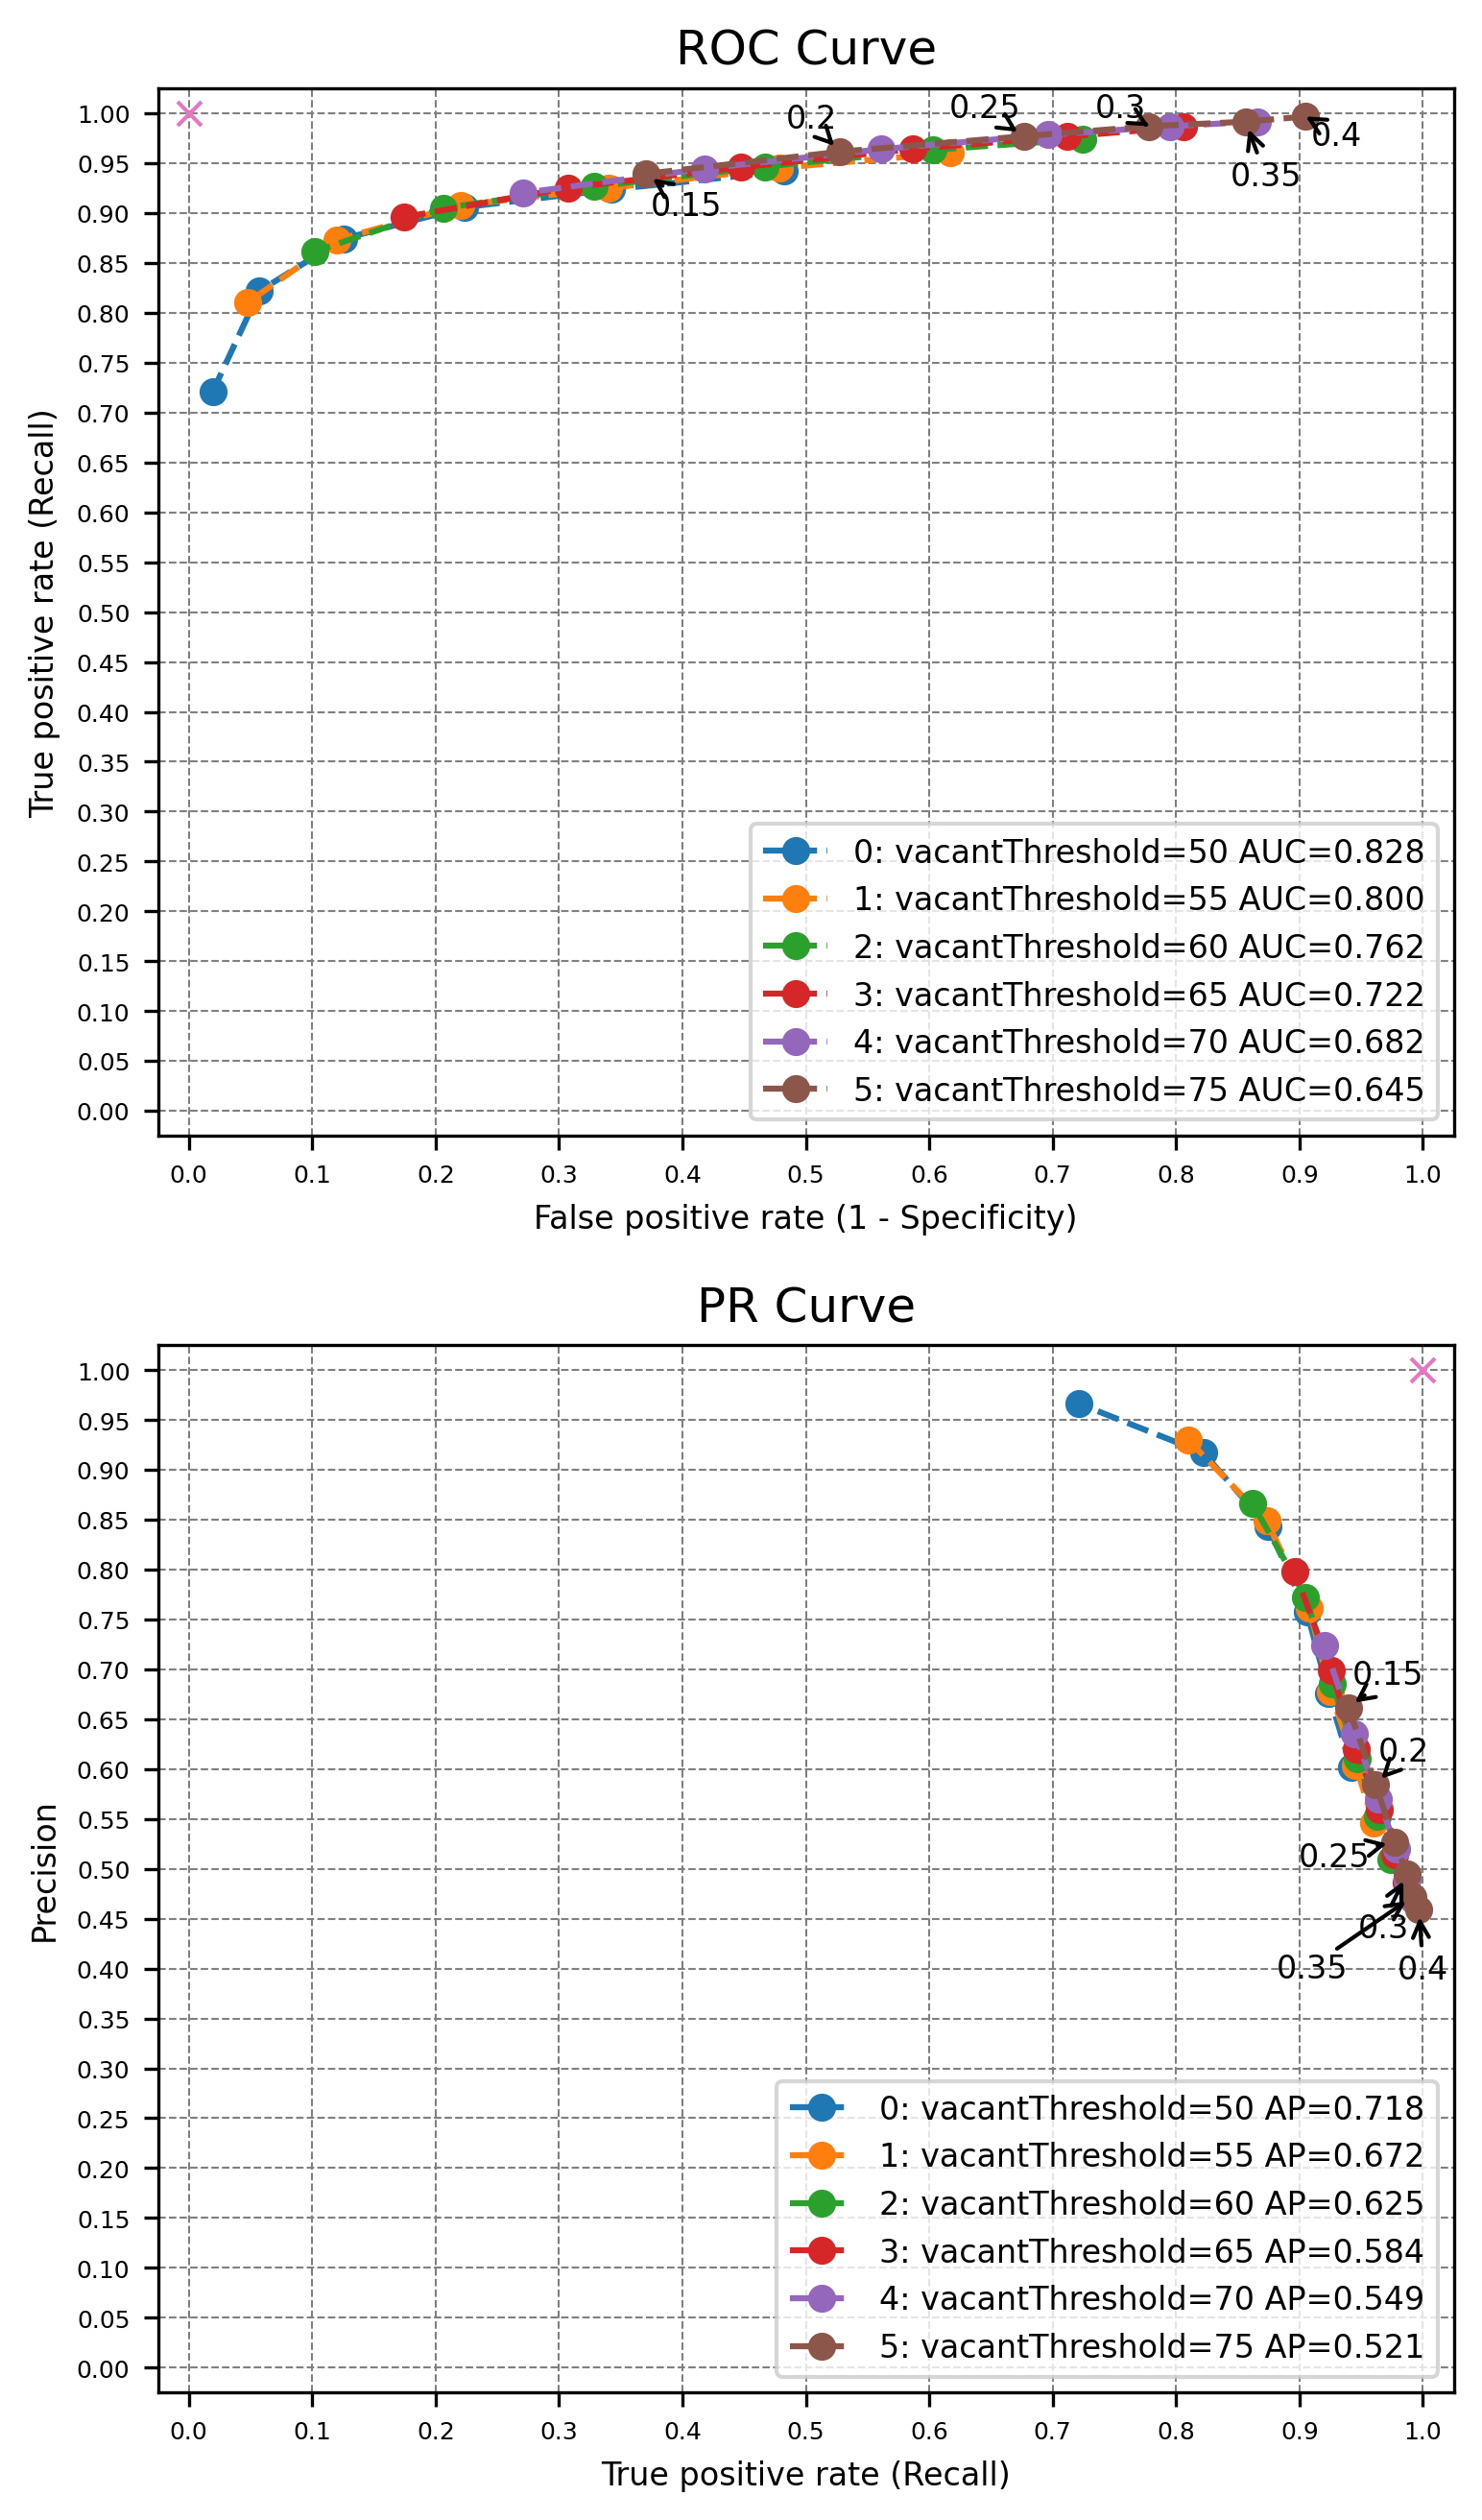 ROC Curve
1.00
0.95
0.90
0.85
0.80
0.75
0.70
0.65
0.60
0.55
0.50
0.45
0.40
0.35
0.30
0.25
0.20
0.15
0.10
0.05
0.00
True positive rate (Recall)
0.15
0.2
0.25
0.3
0.35
0.4
0: vacantThreshold=50 AUC=0.828
1: vacantThreshold=55 AUC=0.800
2: vacantThreshold=60 AUC=0.762
3: vacantThreshold=65 AUC=0.722
4: vacantThreshold=70 AUC=0.682
5: vacantThreshold=75 AUC=0.645
0.0 0.1 0.2 0.3 0.4 0.5 0.6 0.7 0.8 0.9 1.0
False positive rate (1 - Specificity)
PR Curve
1.00
0.95
0.90
0.85
0.80
0.75
0.70
0.65
0.60
0.55
0.50
0.45
0.40
0.35
0.30
0.25
0.20
0.15
0.10
0.05
0.00
Precision
0.15
0.2
0.25
0.3
0.35
0.4
0: vacantThreshold=50 AP=0.718
1: vacantThreshold=55 AP=0.672
2: vacantThreshold=60 AP=0.625
3: vacantThreshold=65 AP=0.584
4: vacantThreshold=70 AP=0.549
5: vacantThreshold=75 AP=0.521
0.0 0.1 0.2 0.3 0.4 0.5 0.6 0.7 0.8 0.9 1.0
True positive rate (Recall)